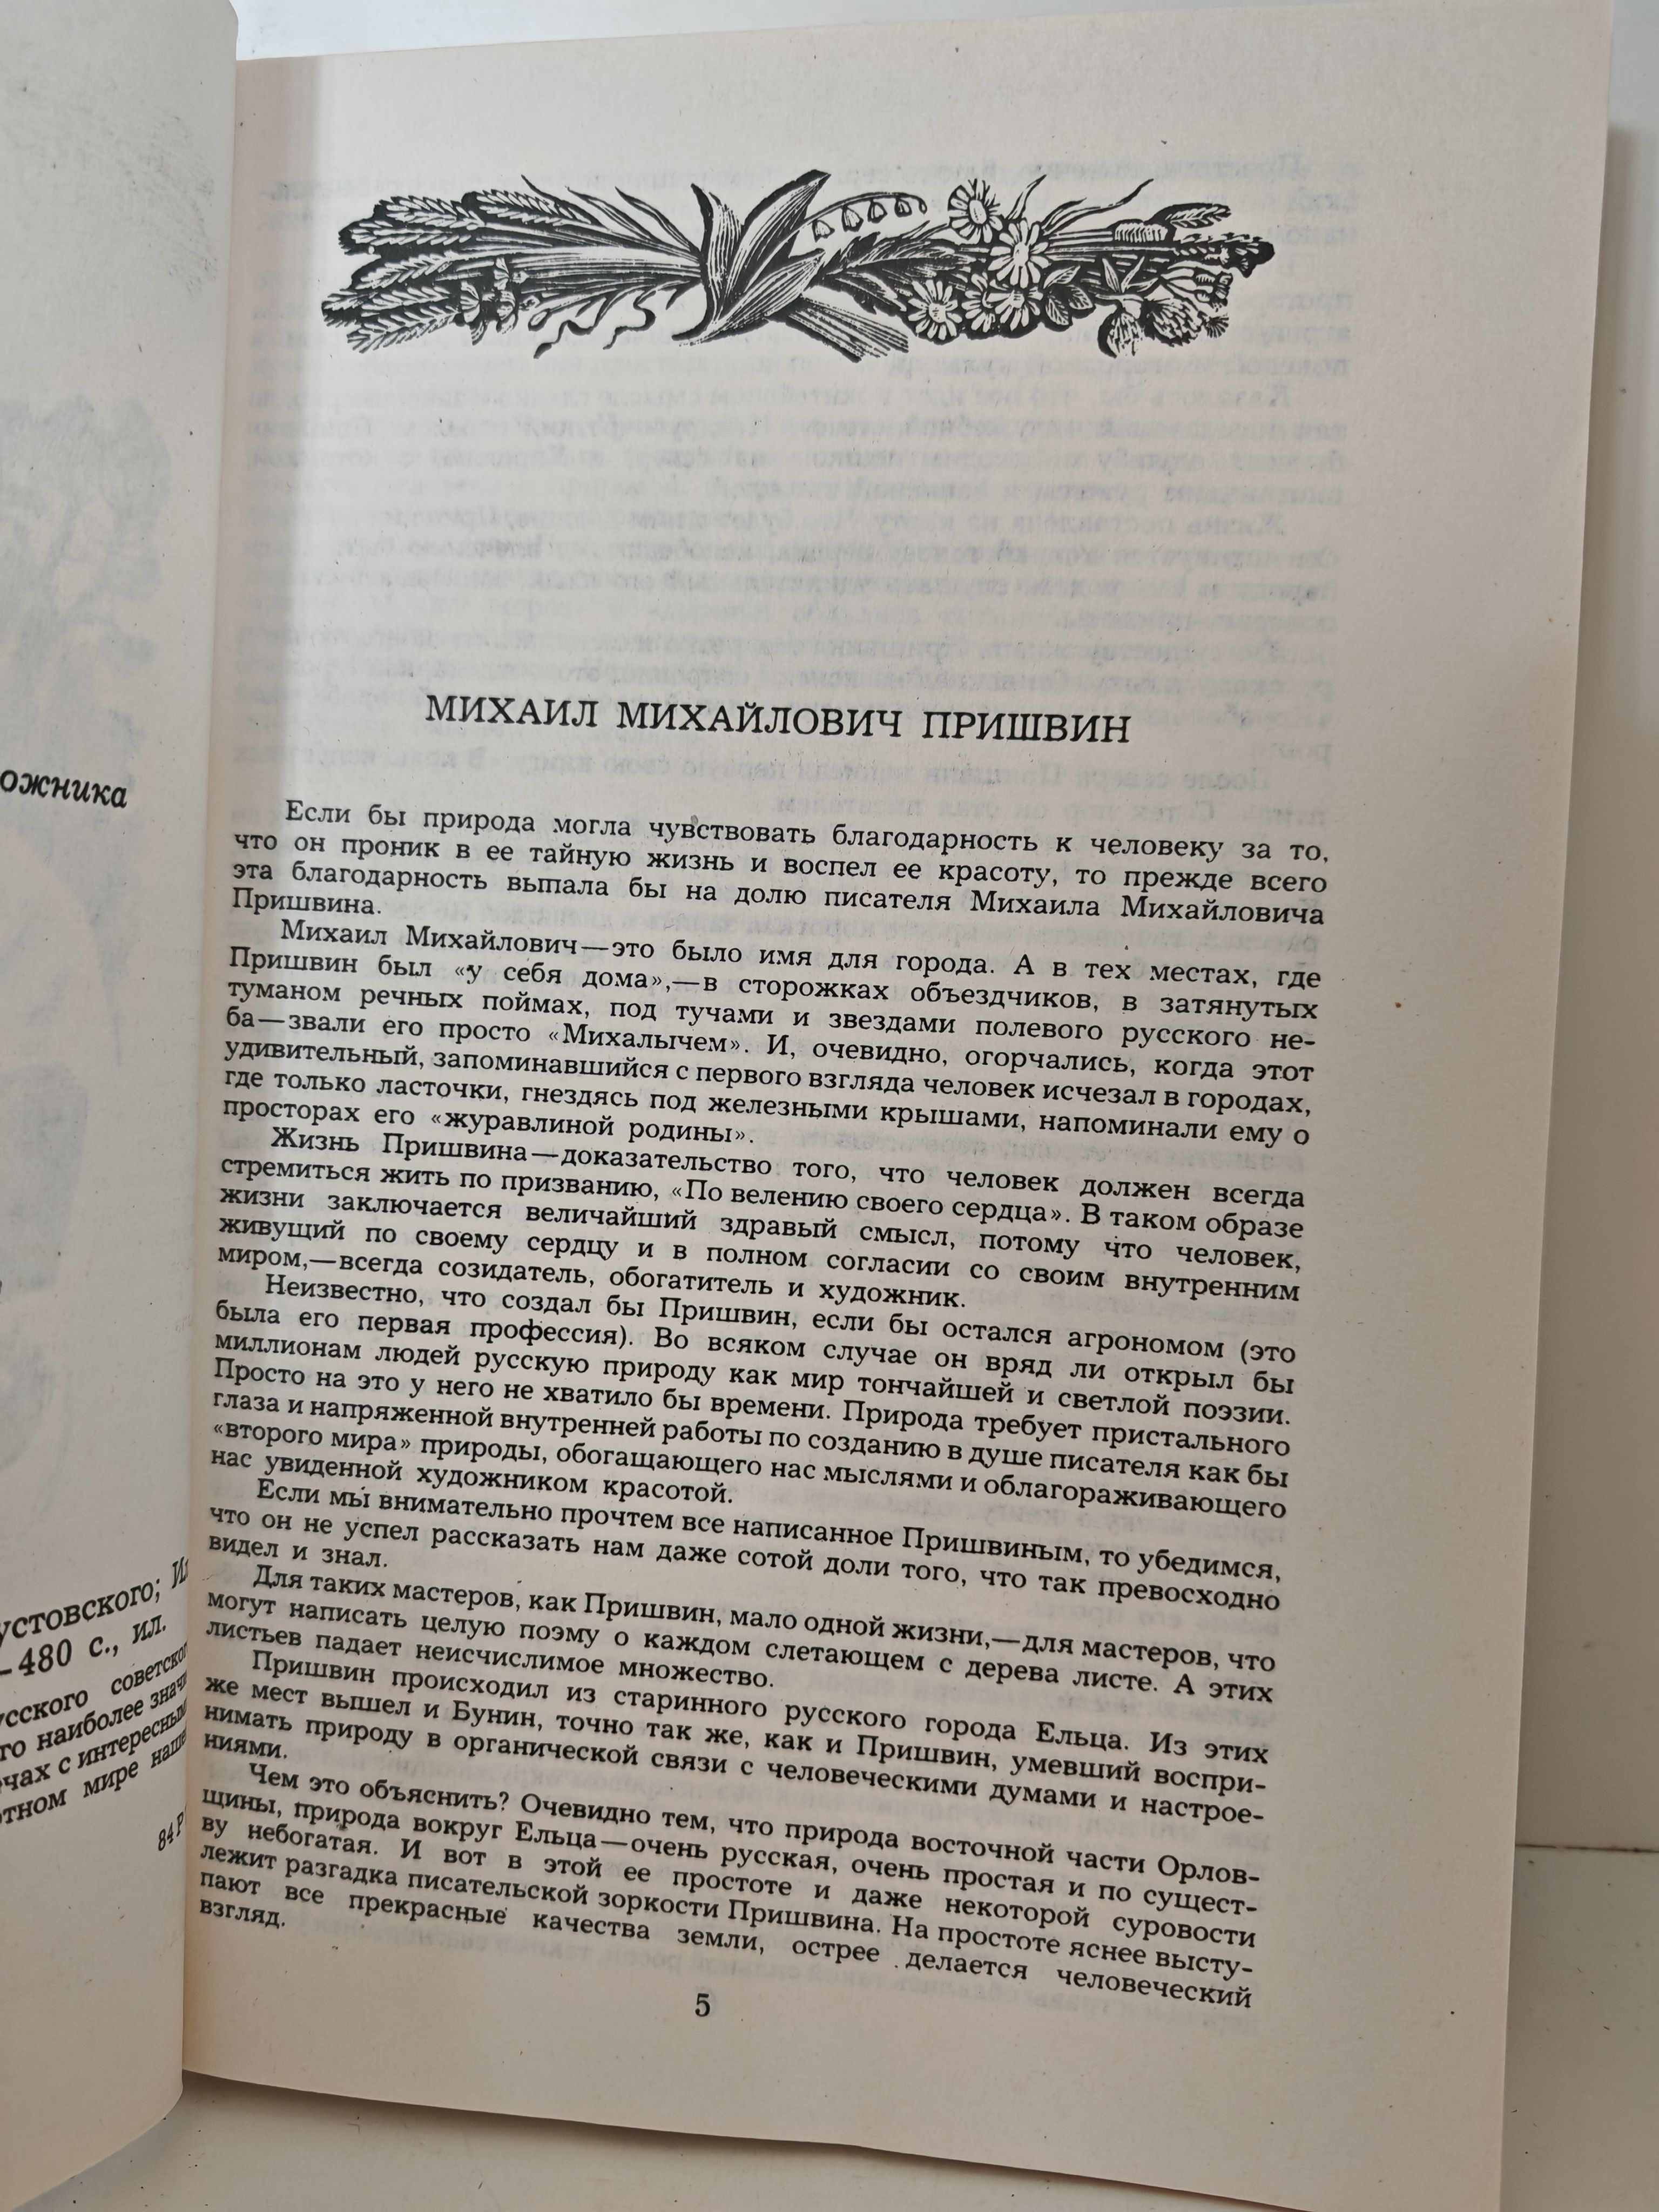 ожника
устовского;
—480 с., ил.
советског
го наиболее
чах с интересным
мире наше
84Р
МИХАИЛ МИХАЙЛОВИЧ ПРИШВИН
Если бы природа могла чувствовать благодарность к человеку за то,
что он проник в ее тайную жизнь и воспел ее красоту, то прежде всего
эта благодарность выпала бы на долю писателя Михаила Михайловича
Пришвина.
Михаил Михайлович—это было имя для города. А в тех местах, где
Пришвин был «у себя дома»,—в сторожках объездчиков, в затянутых
туманом речных поймах, под тучами и звездами полевого русского не-
ба—звали его просто «Михалычем». И, очевидно, огорчались, когда этот
удивительный, запоминавшийся с первого взгляда человек исчезал в городах,
где только ласточки, гнездясь под железными крышами, напоминали ему о
просторах его «журавлиной родины».
Жизнь Пришвина—доказательство того, что человек должен всегда
стремиться жить по призванию, «По велению своего сердца». В таком образе
жизни заключается величайший здравый смысл, потому что человек,
живущий по своему сердцу и в полном согласии со своим внутренним
миром,—всегда созидатель, обогатитель и художник.
Неизвестно, что создал бы Пришвин, если бы остался агрономом (это
была его первая профессия). Во всяком случае он вряд ли открыл бы
миллионам людей русскую природу как мир тончайшей и светлой поэзии.
Просто на это у него не хватило бы времени. Природа требует пристального
глаза и напряженной внутренней работы по созданию в душе писателя как бы
«второго мира» природы, обогащающего нас мыслями и облагораживающего
нас увиденной художником красотой.
Если мы внимательно прочтем все написанное Пришвиным, то убедимся,
что он не успел рассказать нам даже сотой доли того, что так превосходно
видел и знал.
Для таких мастеров, как Пришвин, мало одной жизни,—для мастеров, что
могут написать целую поэму о каждом слетающем с дерева листе. А этих
листьев падает неисчислимое множество.
Пришвин происходил из старинного русского города Ельца. Из этих
же мест вышел и Бунин, точно так же, как и Пришвин, умевший воспри-
нимать природу в органической связи с человеческими думами и настрое-
ниями.
Чем это объяснить? Очевидно тем, что природа восточной части Орлов-
щины, природа вокруг Ельца—очень русская, очень простая и по сущест-
ву небогатая. И вот в этой ее простоте и даже некоторой суровости
лежит разгадка писательской зоркости Пришвина. На простоте яснее высту-
пают все прекрасные качества земли, острее делается человеческий
взгляд.
5